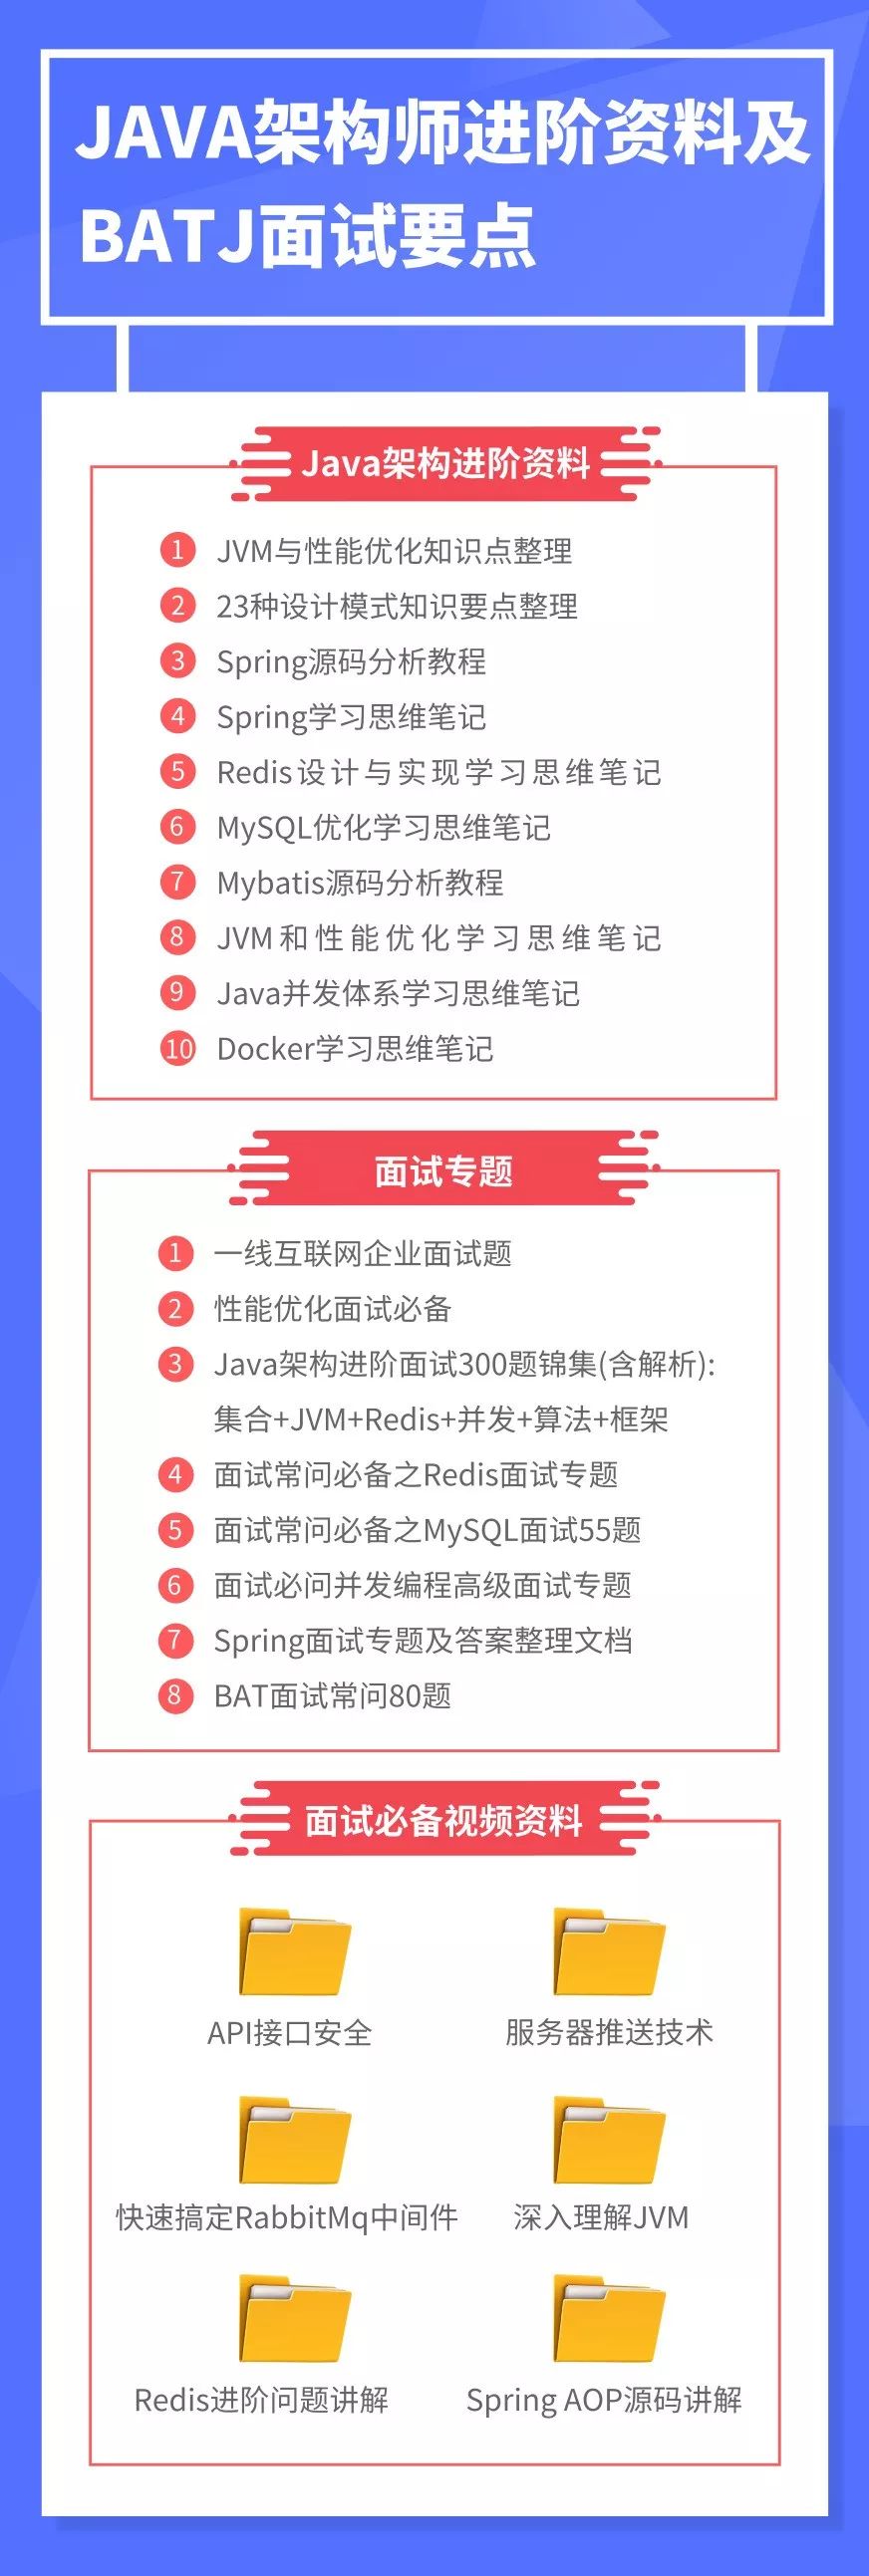 JAVA架构师进阶资料及
BATJ面试要点
Java架构进阶资料
1 JVM与性能优化知识点整理
2 23种设计模式知识要点整理
3 Spring源码分析教程
4 Spring学习思维笔记
5 Redis设计与实现学习思维笔记
6 MySQL优化学习思维笔记
7 Mybatis源码分析教程
8 JVM和性能优化学习思维笔记
9 Java并发体系学习思维笔记
10 Docker学习思维笔记
面试专题
1 一线互联网企业面试题
2 性能优化面试必备
3 Java架构进阶面试300题锦集(含解析):
集合+JVM+Redis+并发+算法+框架
4 面试常问必备之Redis面试专题
5 面试常问必备之MySQL面试55题
6 面试必问并发编程高级面试专题
7 Spring面试专题及答案整理文档
8 BAT面试常问80题
面试必备视频资料
API接口安全 服务器推送技术
快速搞定RabbitMq中间件 深入理解JVM
Redis进阶问题讲解 Spring AOP源码讲解